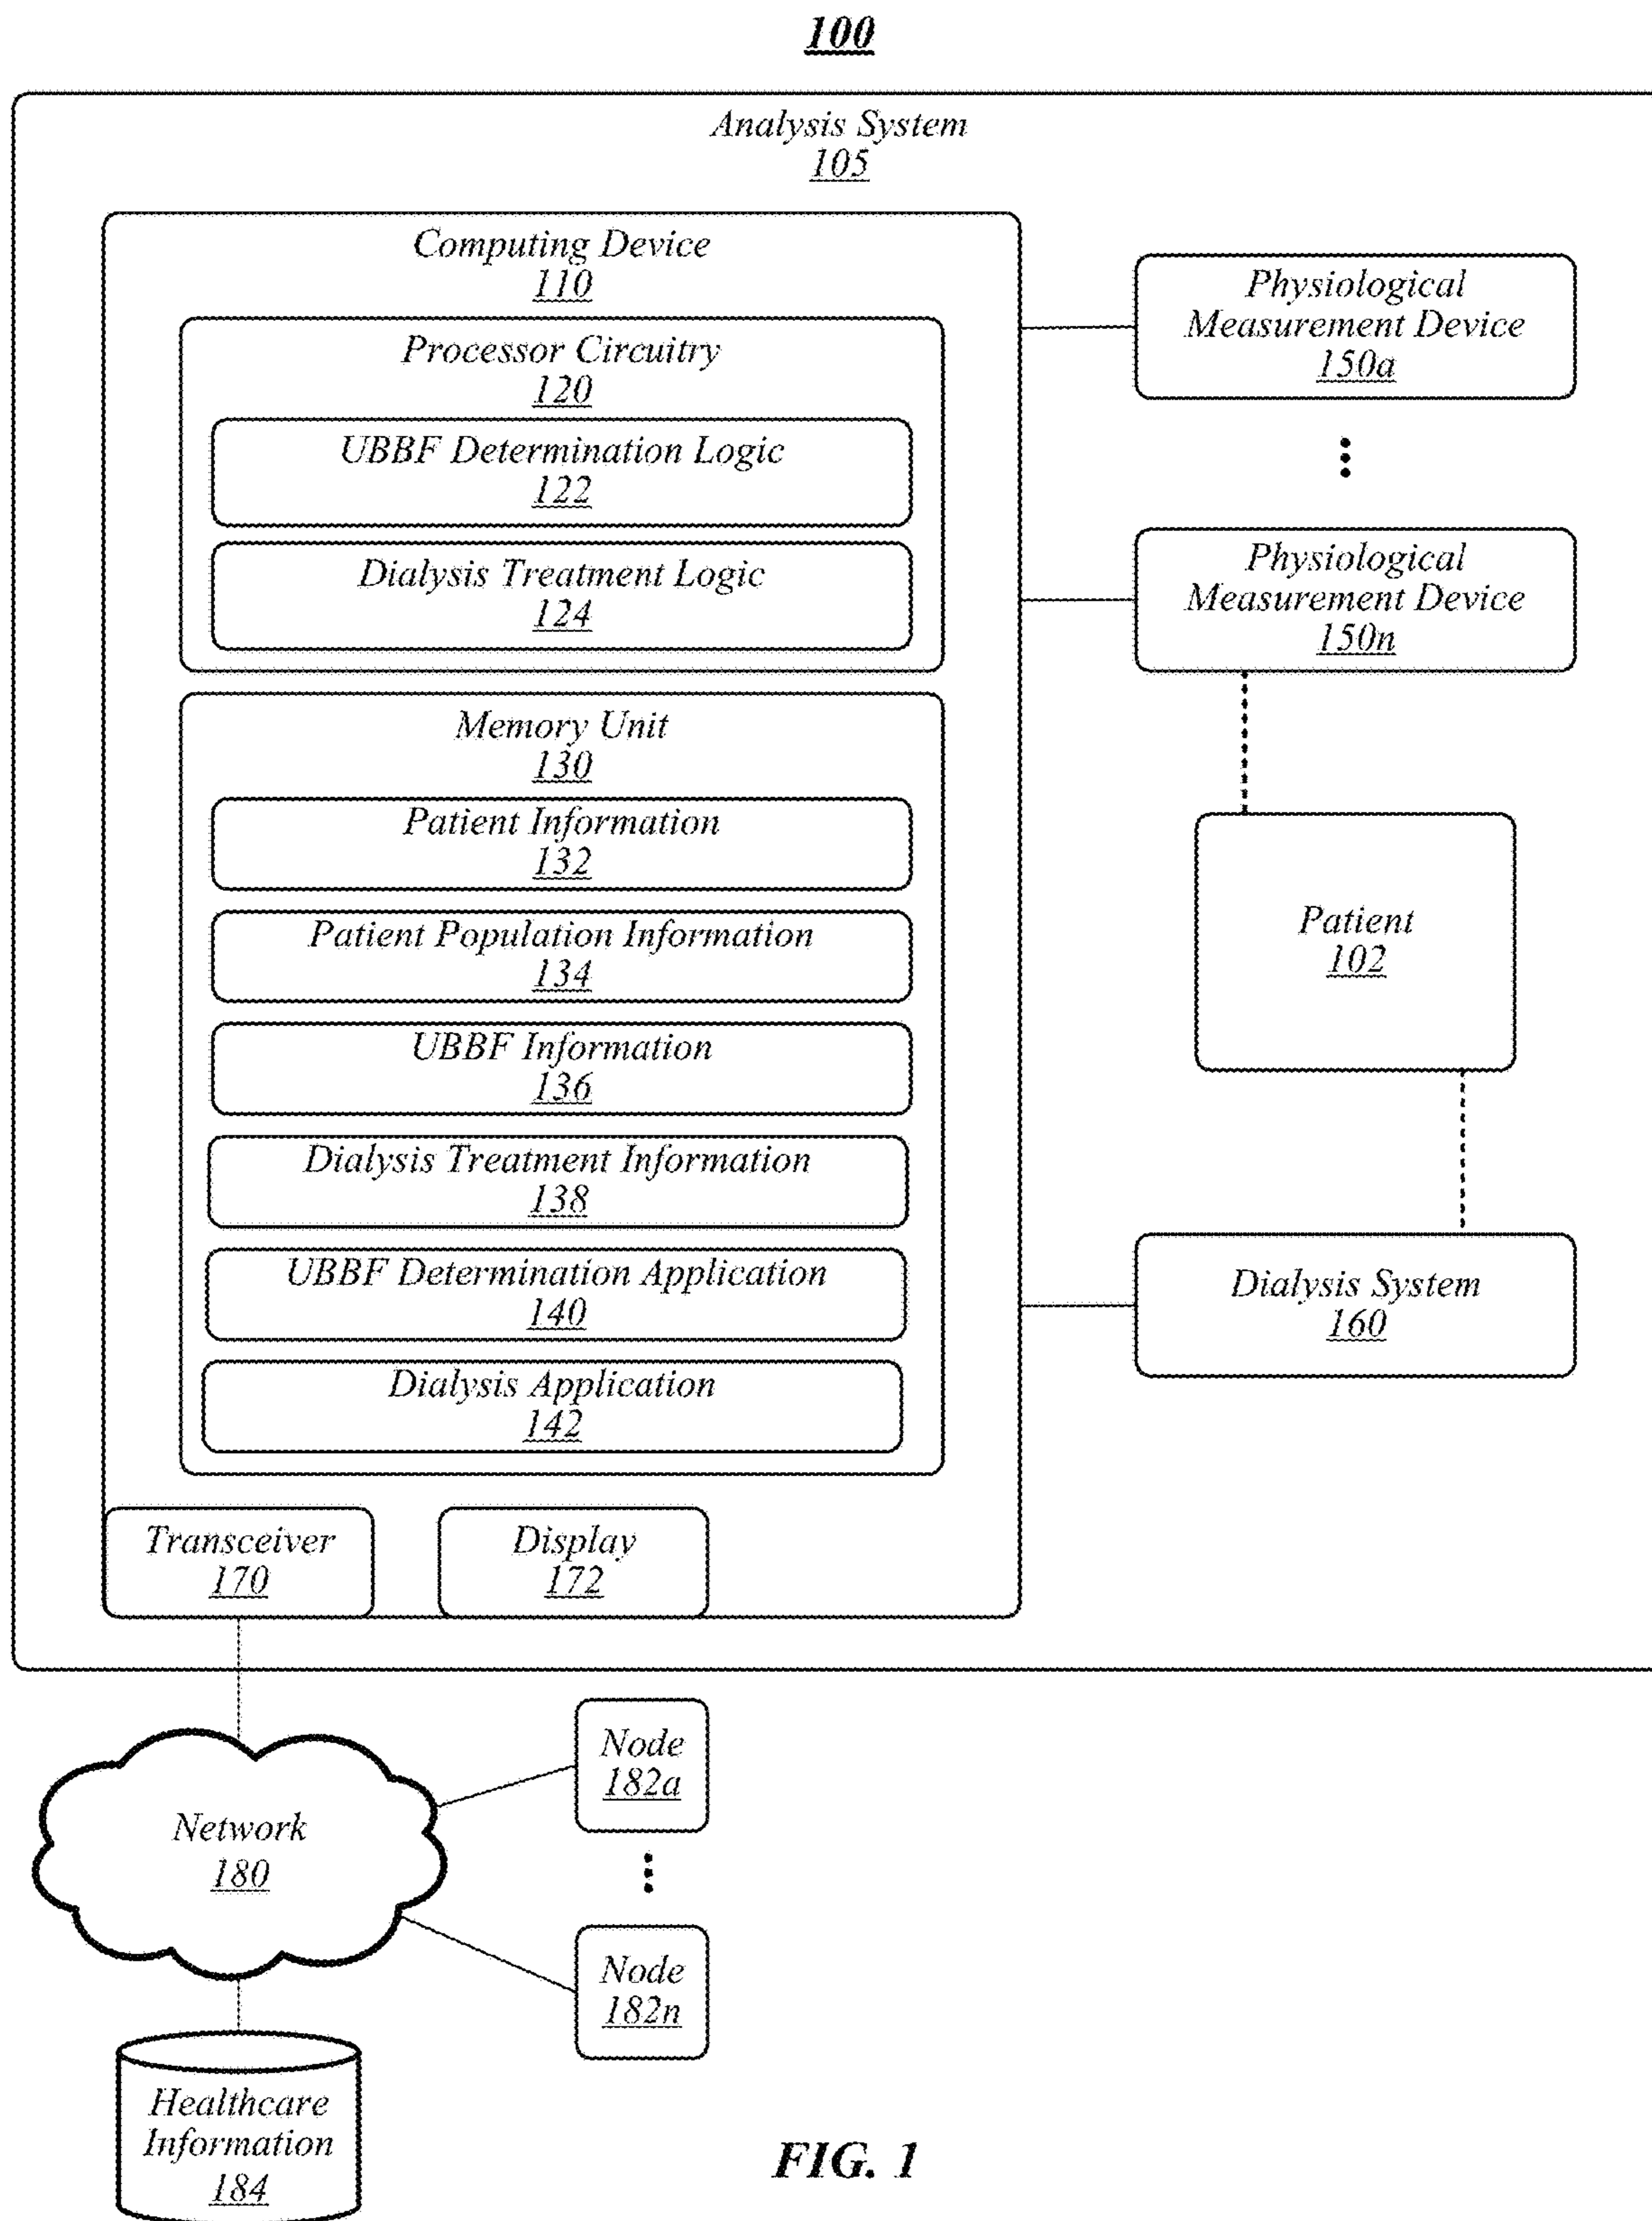 100
Analysis System
105
Computing Device
110
Processor Circuitry
120
UBBF Determination Logic
122
Dialysis Treatment Logic
124
Memory Unit
130
Patient Information
132
Patient Population Information
134
UBBF Information
136
Dialysis Treatment Information
138
UBBF Determination Application
140
Dialysis Application
142
Transceiver
170
Display
172
Physiological
Measurement Device
150a
Physiological
Measurement Device
150n
Patient
102
Dialysis System
160
Network
180
Node
182a
Node
182n
Healthcare
Information
184
FIG. 1